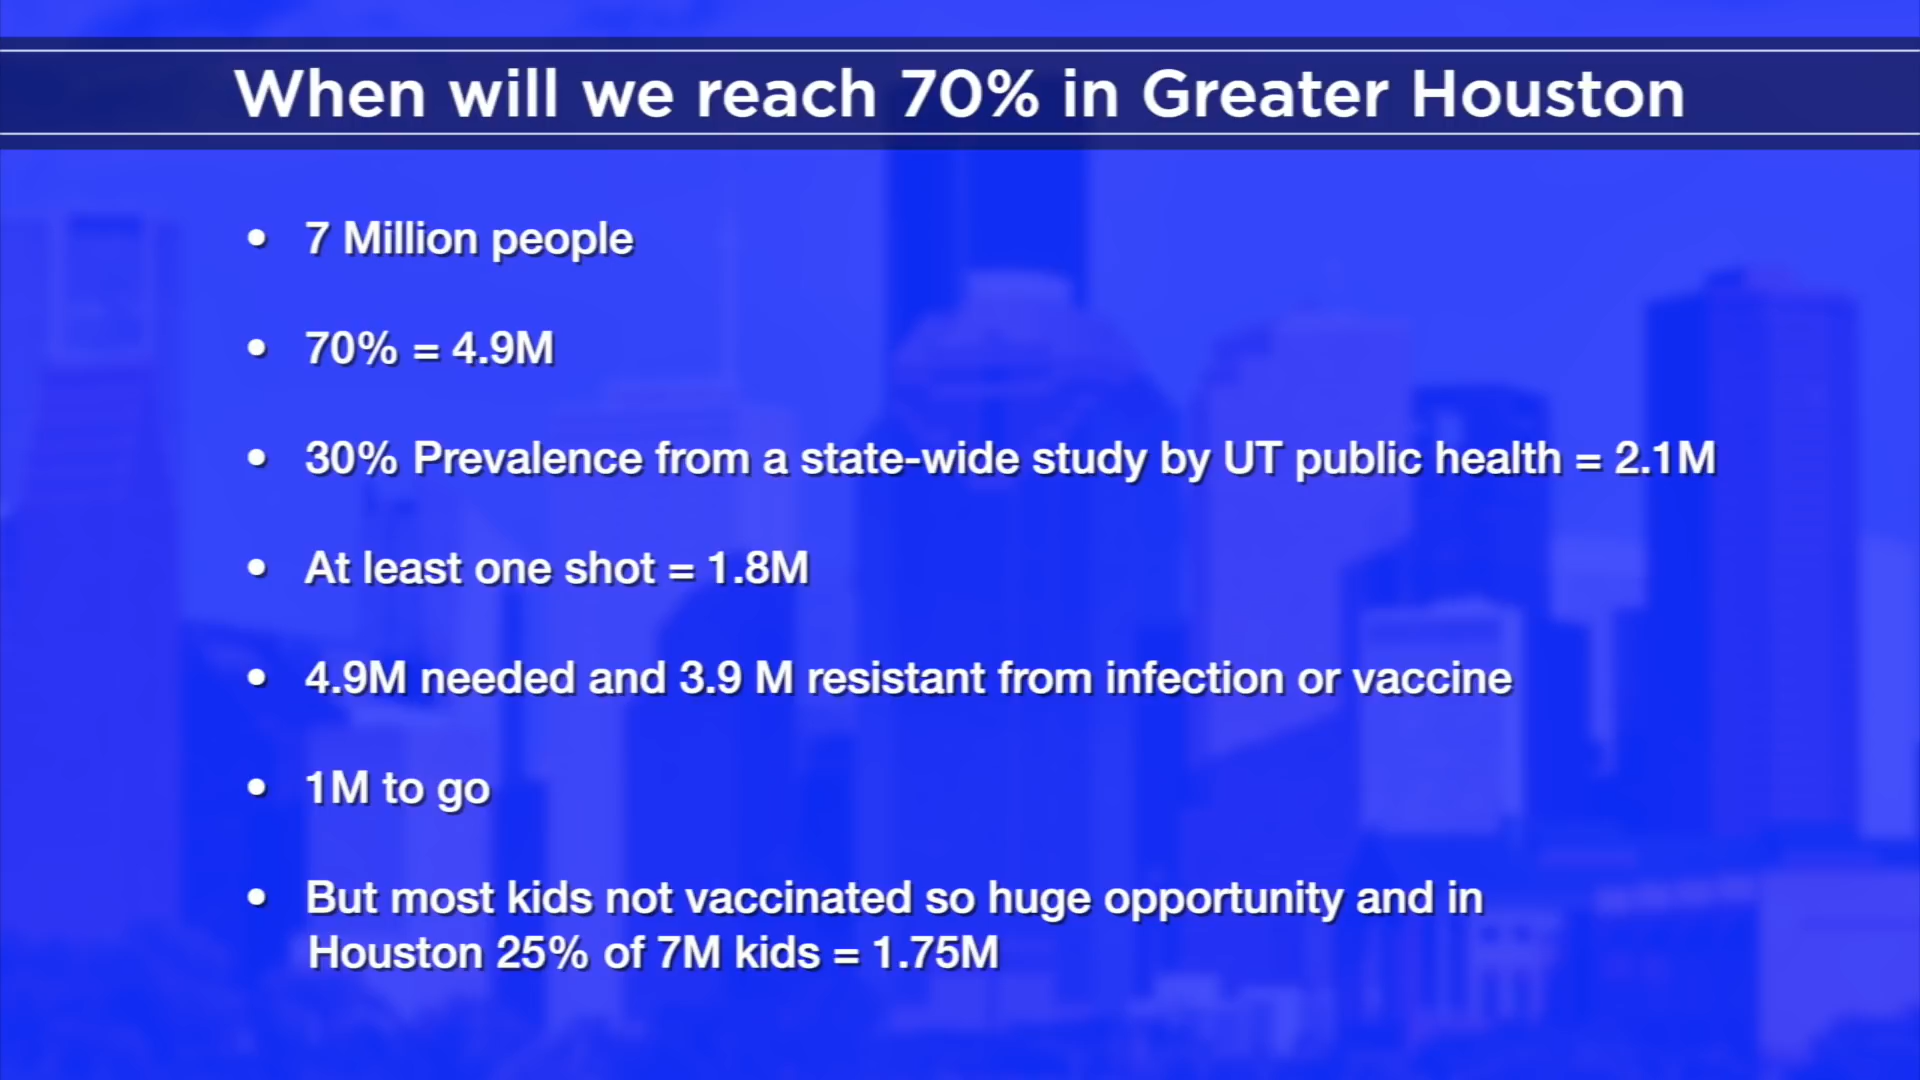 When will we reach 70% in Greater Houston
• 7 Million people
• 70% = 4.9M
• 30% Prevalence from a state-wide study by UT public health = 2.1M
• At least one shot = 1.8M
• 4.9M needed and 3.9 M resistant from infection or vaccine
• 1M to go
• But most kids not vaccinated so huge opportunity and in
Houston 25% of 7M kids = 1.75M